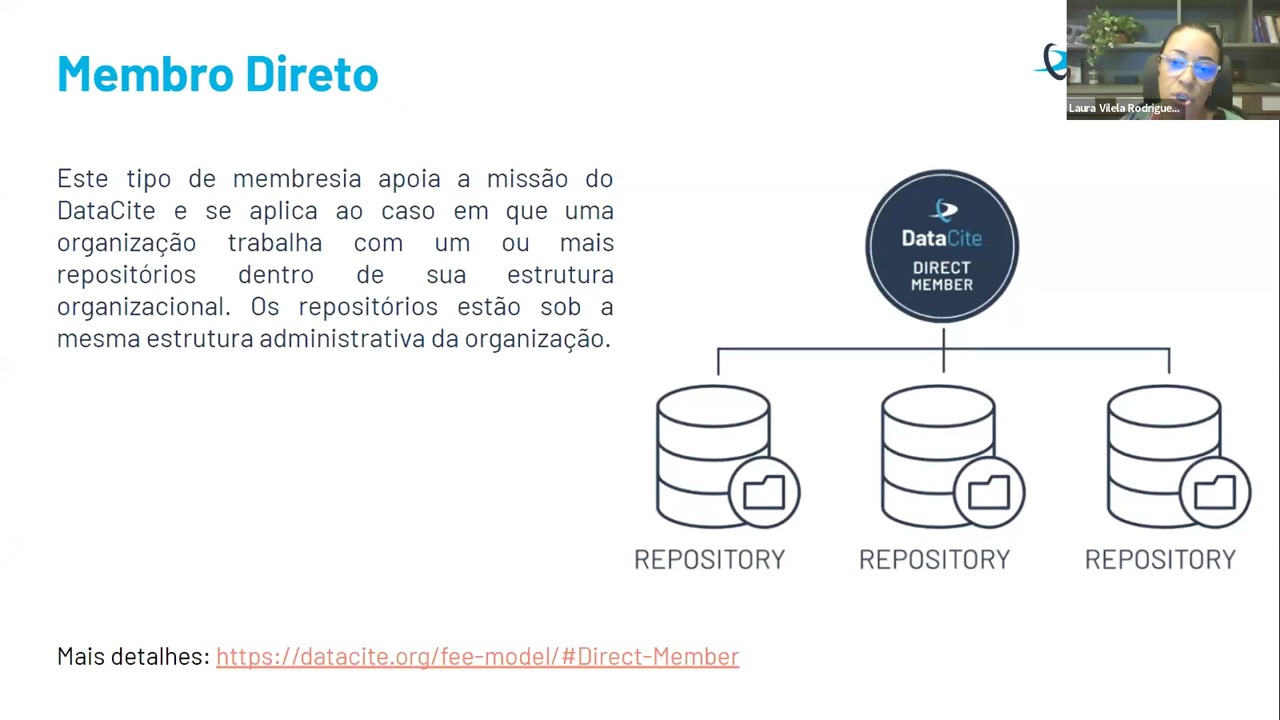 Membro Direto
Laura Vilela Rodrigue...
Este tipo de membresia apoia a missão do
DataCite e se aplica ao caso em que uma
organização trabalha com um ou mais
repositórios dentro de sua estrutura
organizacional. Os repositórios estão sob a
mesma estrutura administrativa da organização.
DataCite
DIRECT
MEMBER
REPOSITORY
REPOSITORY
REPOSITORY
Mais detalhes: https://datacite.org/fee-model/#Direct-Member